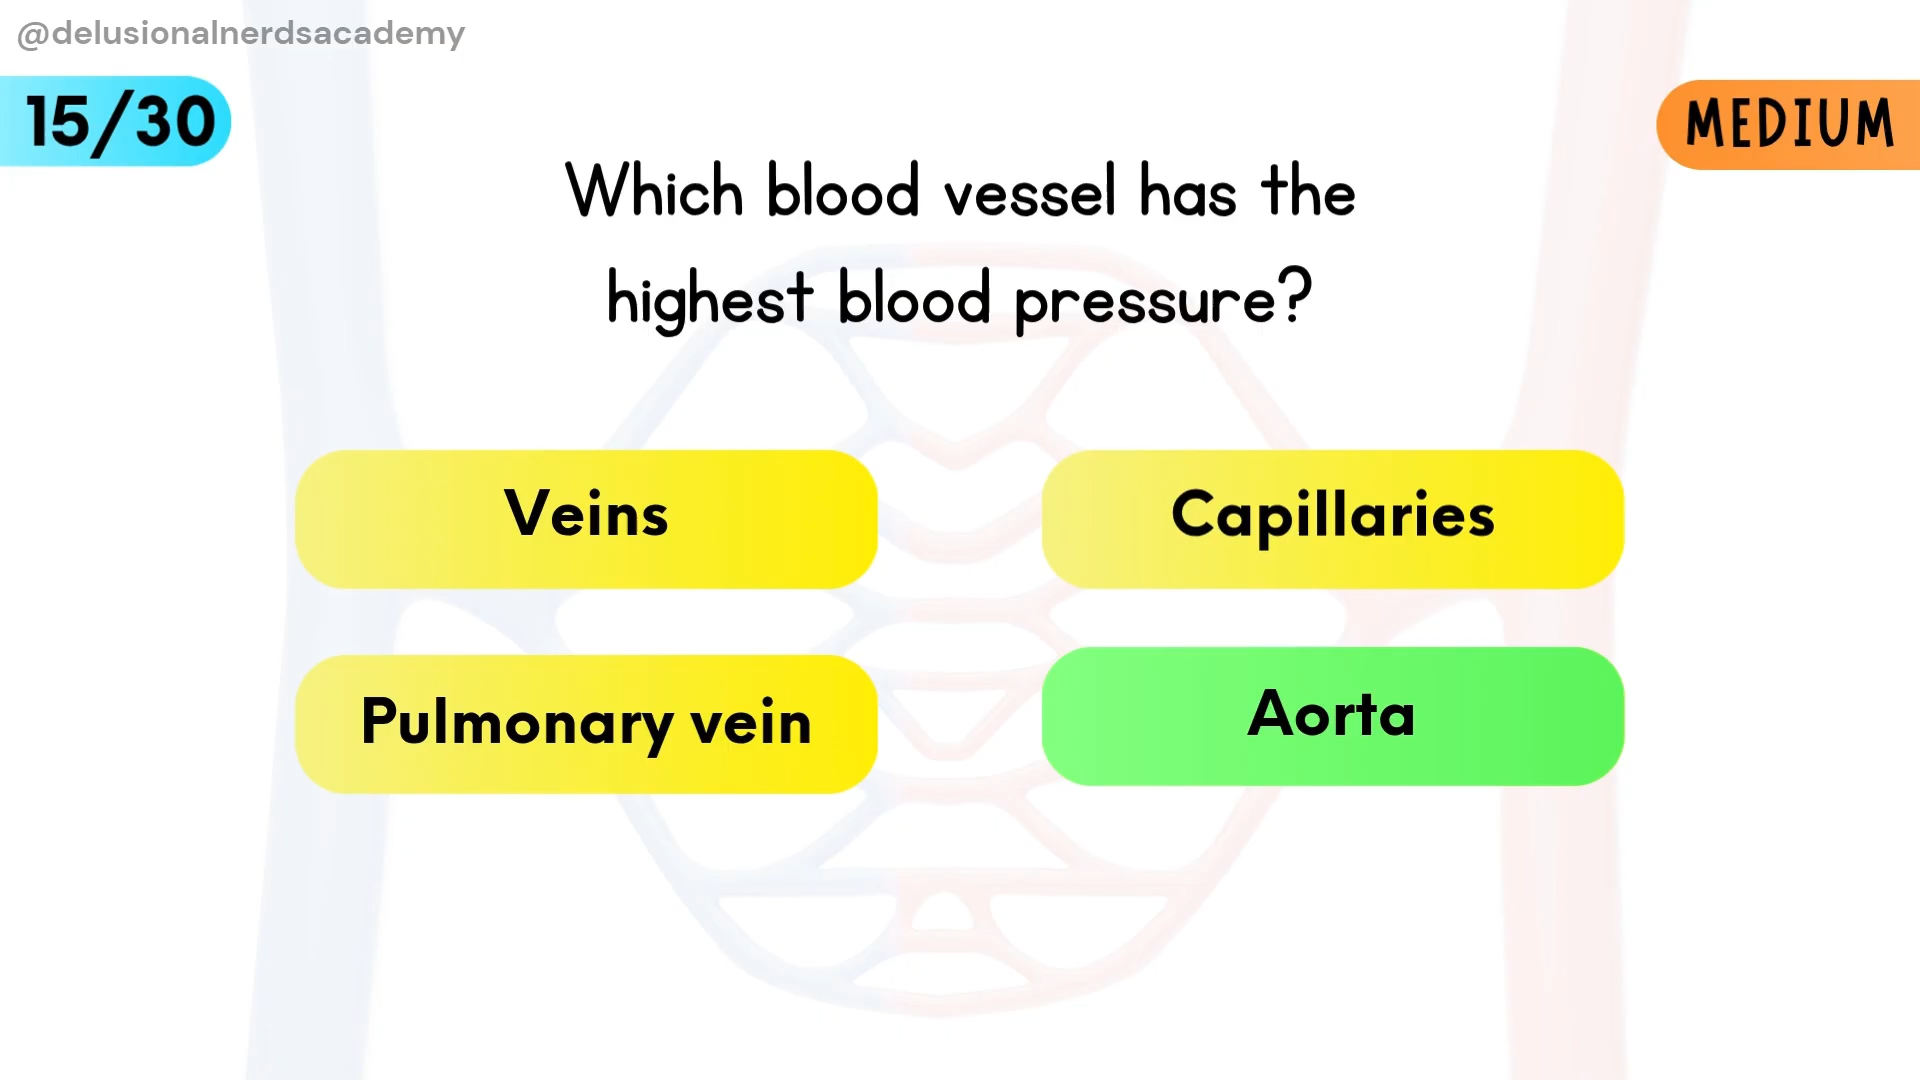 @delusionalnerdsacademy
15/30
MEDIUM
Which blood vessel has the
highest blood pressure?
Veins
Capillaries
Pulmonary vein
Aorta